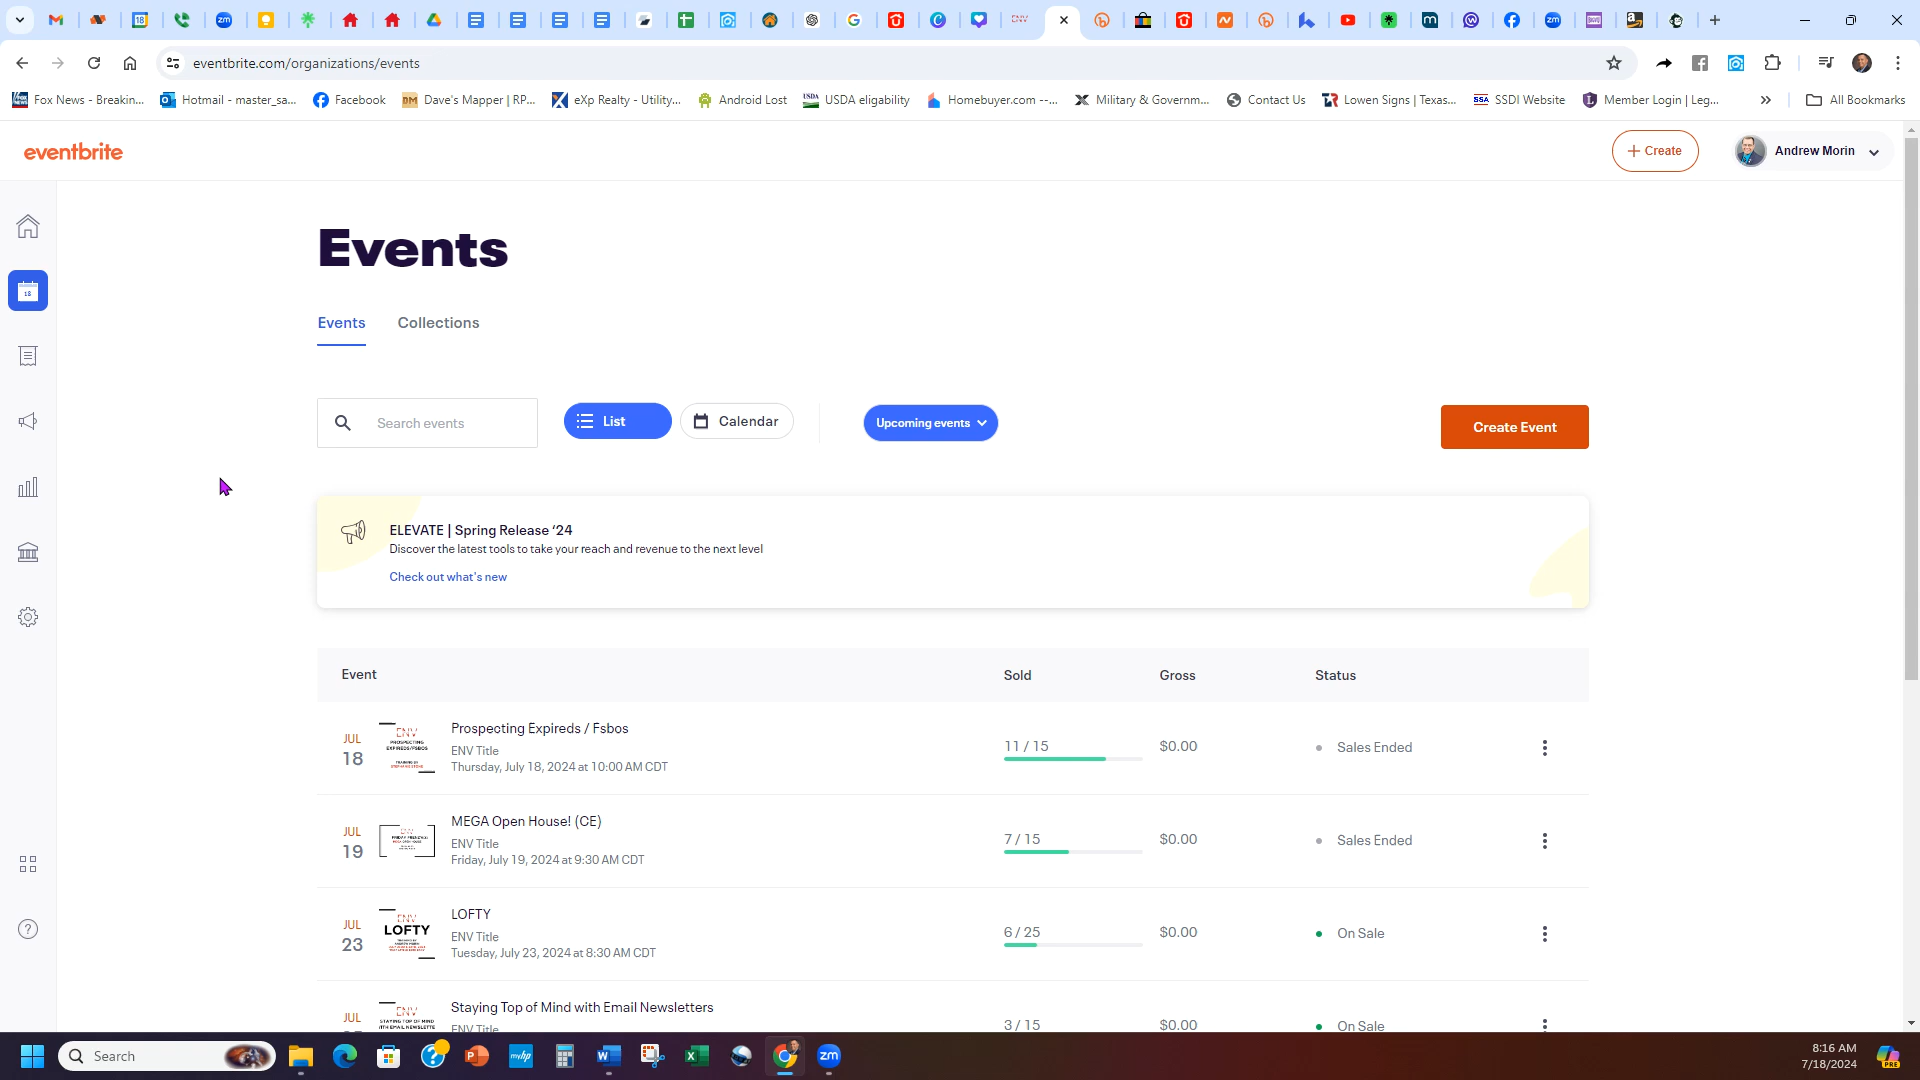 eventbrite.com/organizations/events
Fox News - Breakin...
Hotmail - master_sa...
Facebook
Dave's Mapper | RP...
eXp Realty - Utility...
Android Lost
USDA eligability
Homebuyer.com --...
Military & Governm...
Contact Us
Lowen Signs | Texas...
SSDI Website
Member Login | Leg...
All Bookmarks
eventbrite
+ Create
Andrew Morin
Events
Events
Collections
Search events
List
Calendar
Upcoming events
Create Event
ELEVATE | Spring Release ‘24
Discover the latest tools to take your reach and revenue to the next level
Check out what's new
Event
Sold
Gross
Status
JUL
18
Prospecting Expireds / Fsbos
ENV Title
Thursday, July 18, 2024 at 10:00 AM CDT
11 / 15
$0.00
Sales Ended
JUL
19
MEGA Open House! (CE)
ENV Title
Friday, July 19, 2024 at 9:30 AM CDT
7 / 15
$0.00
Sales Ended
JUL
23
LOFTY
LOFTY
ENV Title
Tuesday, July 23, 2024 at 8:30 AM CDT
6 / 25
$0.00
On Sale
JUL
Staying Top of Mind with Email Newsletters
ENV Title
3 / 15
$0.00
On Sale
Search
8:16 AM
7/18/2024